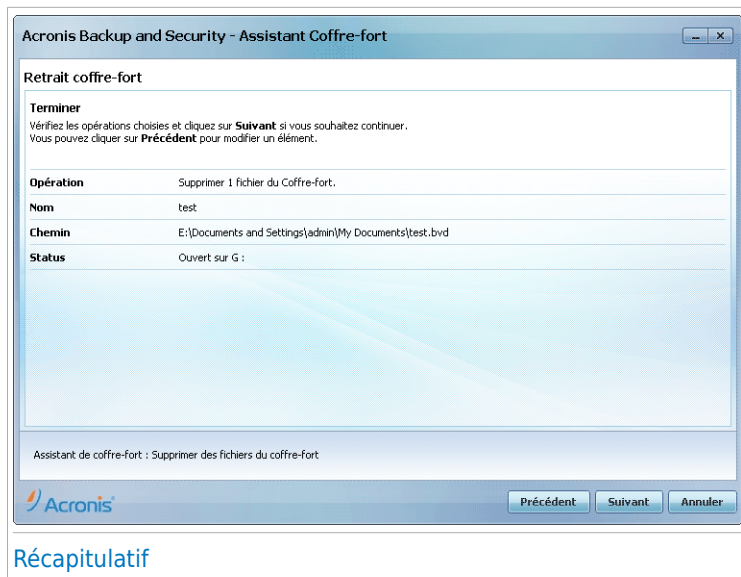 Acronis Backup and Security - Assistant Coffre-fort
Retrait coffre-fort
Terminer
Vérifiez les opérations choisies et cliquez sur Suivant si vous souhaitez continuer.
Vous pouvez cliquer sur Précédent pour modifier un élément.
Opération Supprimer 1 fichier du Coffre-fort.
Nom test
Chemin E:\Documents and Settings\admin\My Documents\test.bvd
Status Ouvert sur G :
Assistant de coffre-fort : Supprimer des fichiers du coffre-fort
Acronis Précédent Suivant Annuler
Récapitulatif